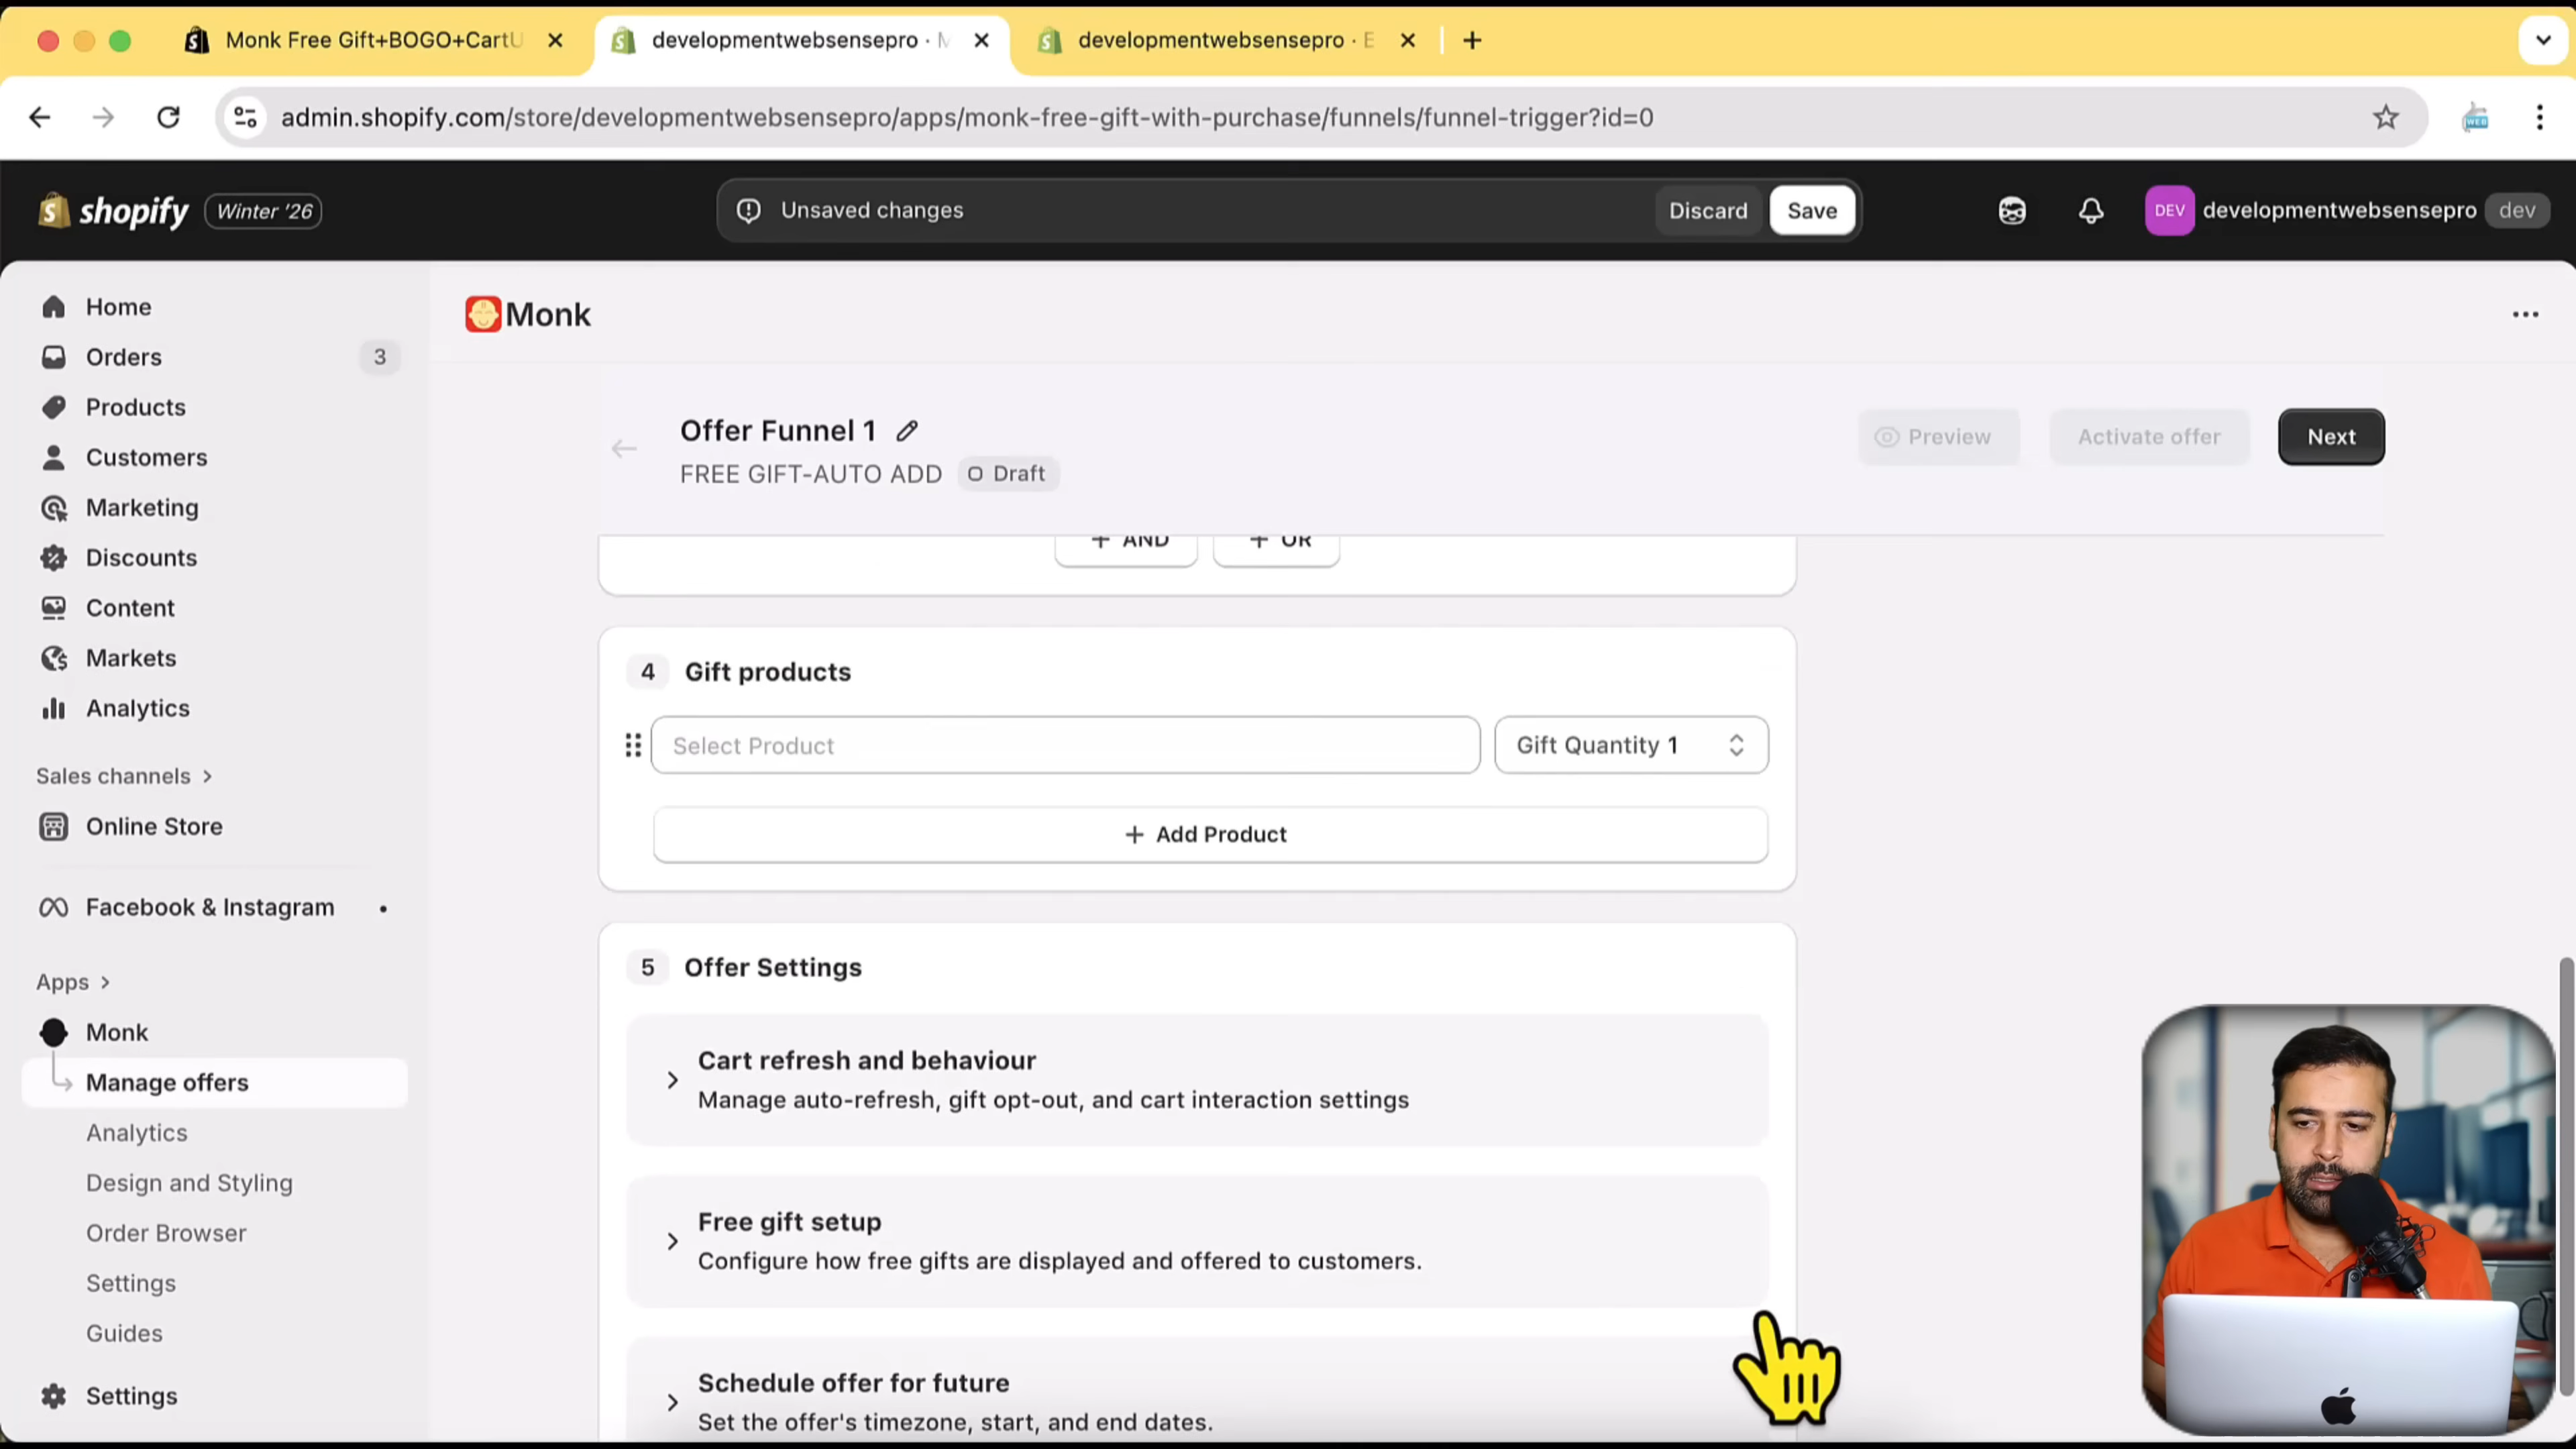 Monk Free Gift+BOGO+CartU
developmentwebsensepro · M
developmentwebsensepro · E
admin.shopify.com/store/developmentwebsensepro/apps/monk-free-gift-with-purchase/funnels/funnel-trigger?id=0
WEB
shopify
Winter '26
Unsaved changes
Discard
Save
DEV
developmentwebsensepro
dev
Home
Orders
3
Products
Customers
Marketing
Discounts
Content
Markets
Analytics
Sales channels
Online Store
Facebook & Instagram
Apps
Monk
Manage offers
Analytics
Design and Styling
Order Browser
Settings
Guides
Settings
Monk
Offer Funnel 1
FREE GIFT-AUTO ADD
Draft
Preview
Activate offer
Next
+ AND
+ OR
4 Gift products
Select Product
Gift Quantity 1
+ Add Product
5 Offer Settings
Cart refresh and behaviour
Manage auto-refresh, gift opt-out, and cart interaction settings
Free gift setup
Configure how free gifts are displayed and offered to customers.
Schedule offer for future
Set the offer's timezone, start, and end dates.